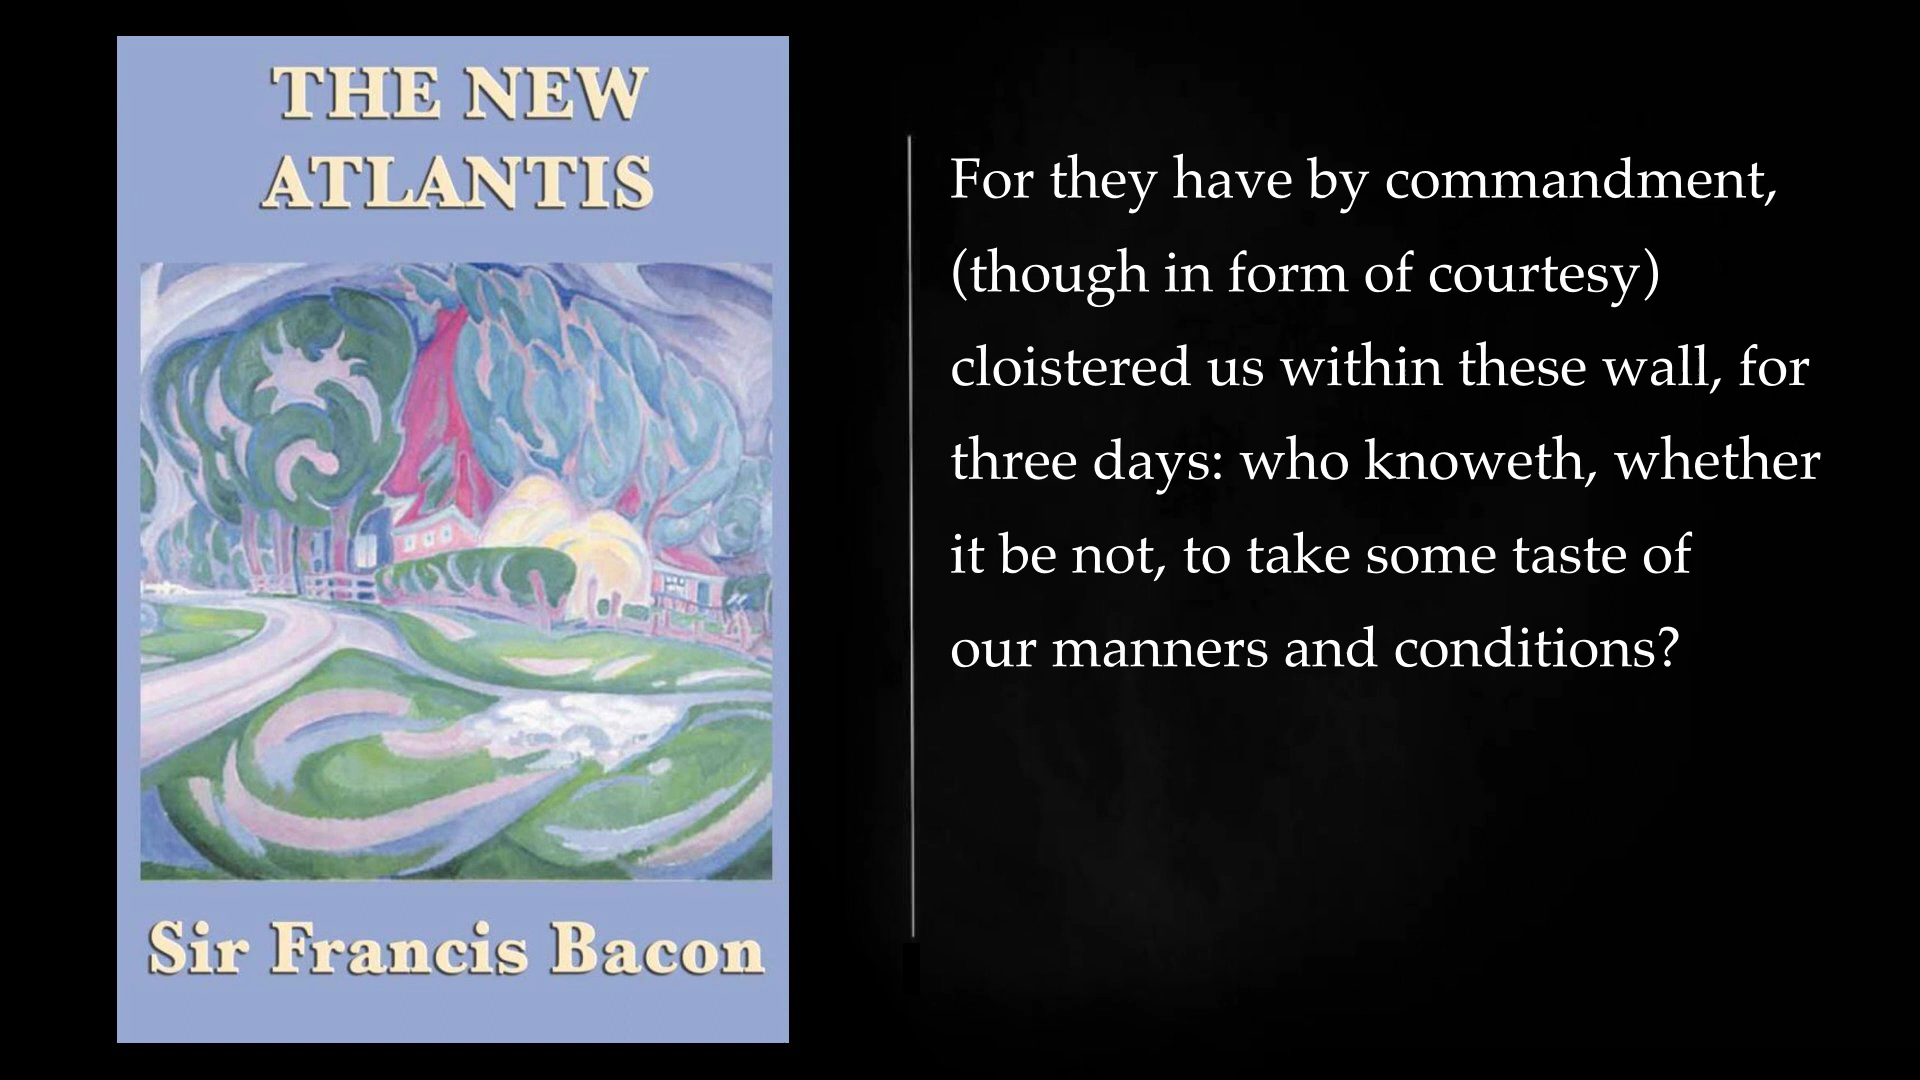 THE NEW
ATLANTIS
Sir Francis Bacon
For they have by commandment,
(though in form of courtesy)
cloistered us within these wall, for
three days: who knoweth, whether
it be not, to take some taste of
our manners and conditions?